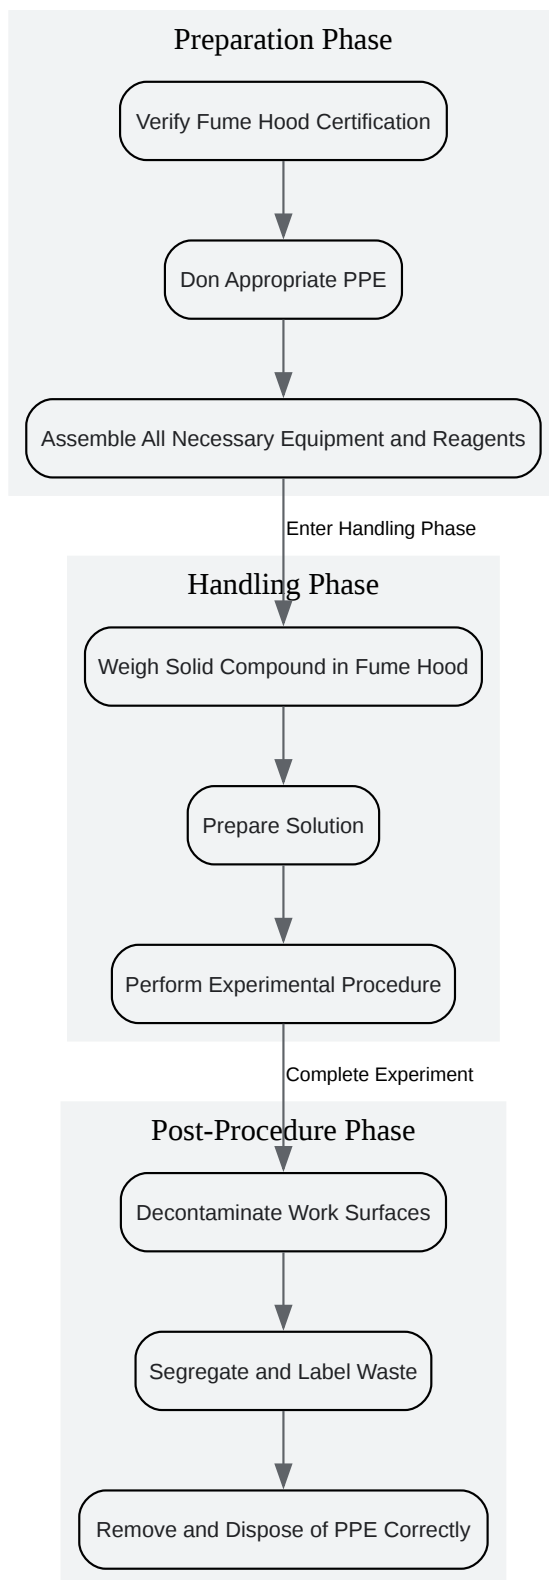 Preparation Phase
Verify Fume Hood Certification
Don Appropriate PPE
Assemble All Necessary Equipment and Reagents
Enter Handling Phase
Handling Phase
Weigh Solid Compound in Fume Hood
Prepare Solution
Perform Experimental Procedure
Complete Experiment
Post-Procedure Phase
Decontaminate Work Surfaces
Segregate and Label Waste
Remove and Dispose of PPE Correctly